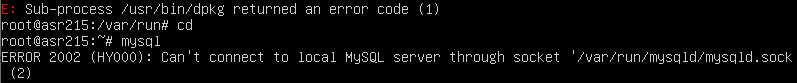 E: Sub-process /usr/bin/dpkg returned an error code (1)
root@asr215:/var/run# cd
root@asr215:~# mysql
ERROR 2002 (HY000): Can't connect to local MySQL server through socket '/var/run/mysqld/mysqld.sock
(2)